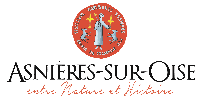 ASNIÈRES-SUR-OISE
entre Nature et Histoire